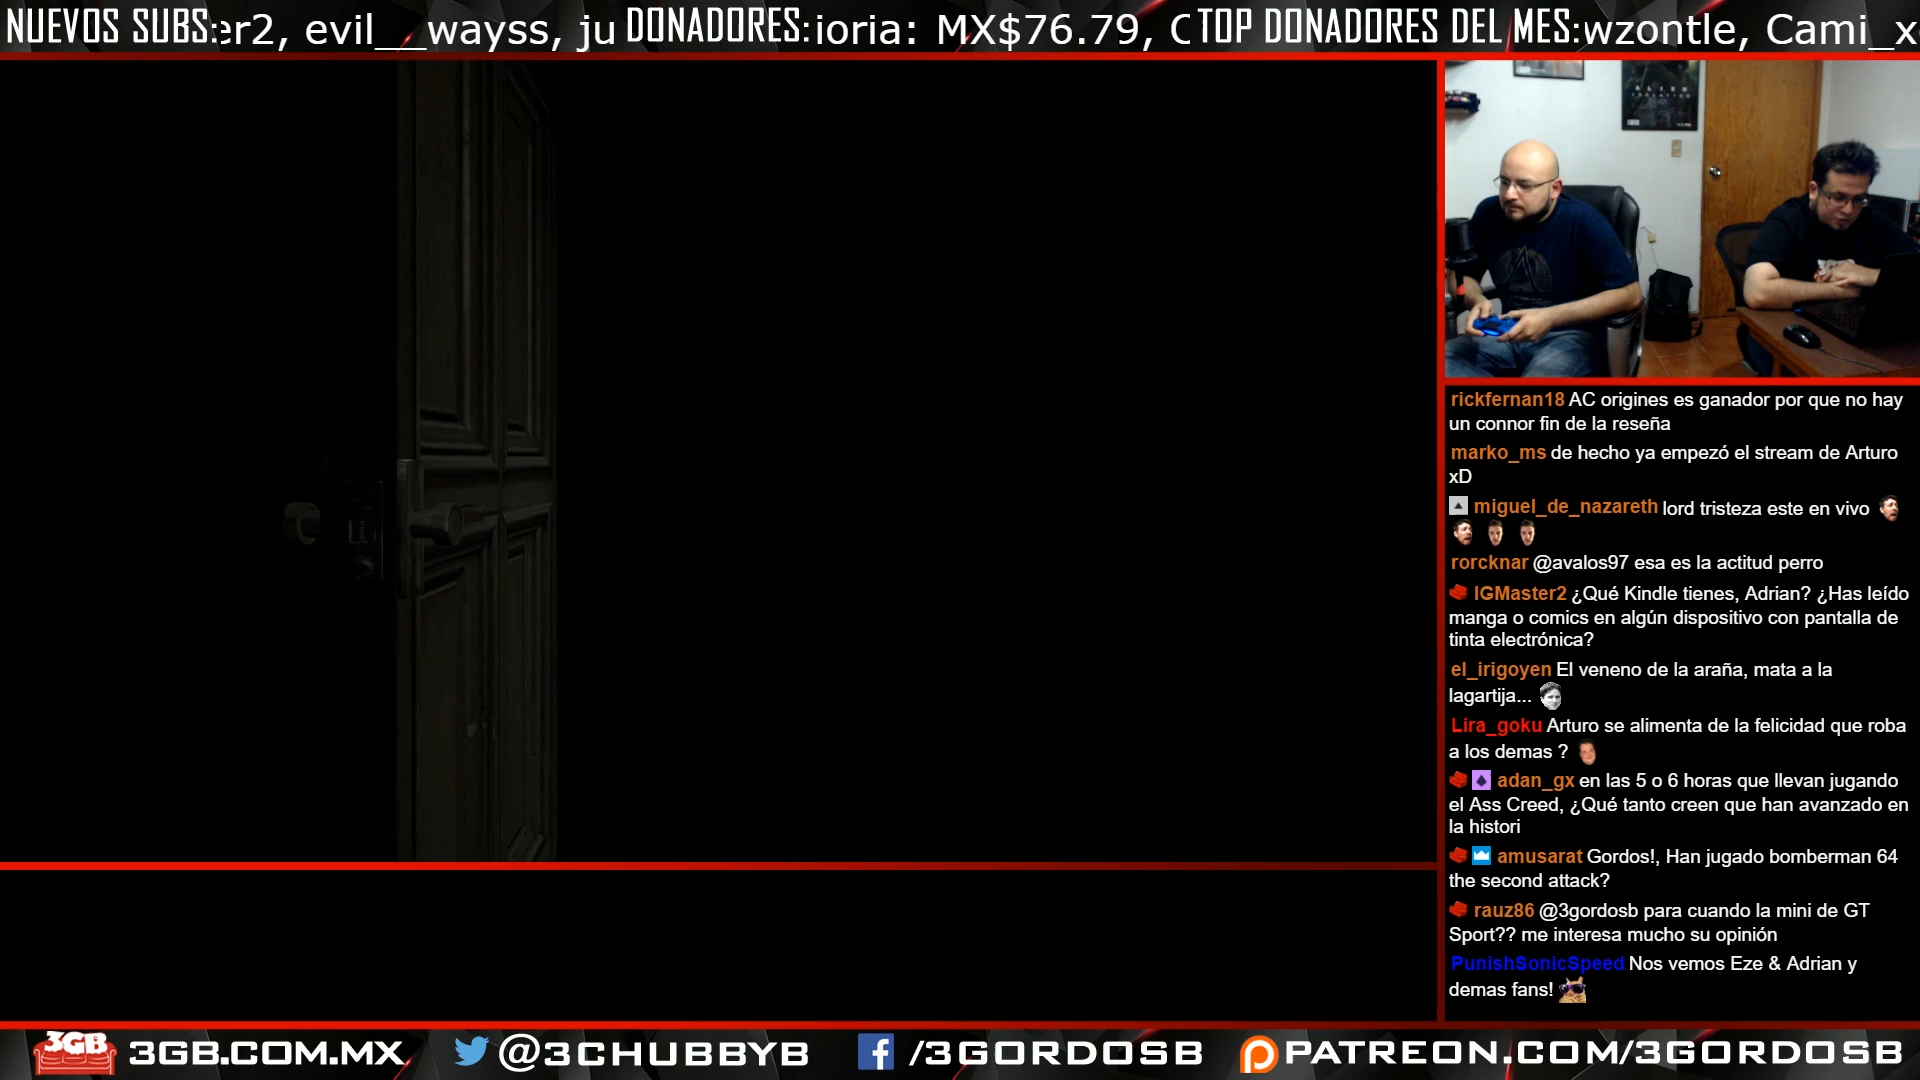 NUEVOS SUBS: er2, evil__wayss, ju DONADORES: ioria: MX$76.79, C TOP DONADORES DEL MES: wzontle, Cami_x
ALIEN
rickfernan18 AC origines es ganador por que no hay
un connor fin de la reseña
marko_ms de hecho ya empezó el stream de Arturo
xD
miguel_de_nazareth lord tristeza este en vivo
rorcknar @avalos97 esa es la actitud perro
IGMaster2 ¿Qué Kindle tienes, Adrian? ¿Has leído
manga o comics en algún dispositivo con pantalla de
tinta electrónica?
el_irigoyen El veneno de la araña, mata a la
lagartija...
Lira_goku Arturo se alimenta de la felicidad que roba
a los demas ?
adan_gx en las 5 o 6 horas que llevan jugando
el Ass Creed, ¿Qué tanto creen que han avanzado en
la histori
amusarat Gordos!, Han jugado bomberman 64
the second attack?
rauz86 @3gordosb para cuando la mini de GT
Sport?? me interesa mucho su opinión
PunishSonicSpeed Nos vemos Eze & Adrian y
demas fans!
3GB 3GB.COM.MX @3CHUBBYB /3GORDOSB PATREON.COM/3GORDOSB